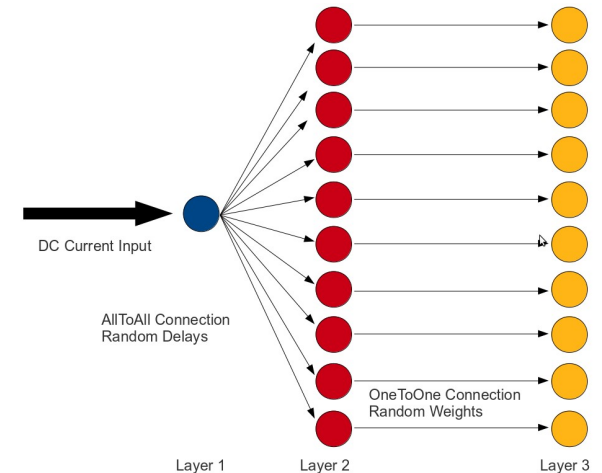 DC Current Input
AllToAll Connection
Random Delays
OneToOne Connection
Random Weights
Layer 1
Layer 2
Layer 3